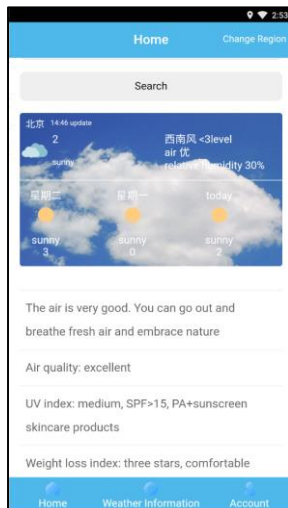 2:53
Home
Change Region
Search
北京 14:46 update
2
西南风 <3level
sunny
air 优
relative humidity 30%
星期二 星期一 today
sunny sunny sunny
3 0 2
The air is very good. You can go out and
breathe fresh air and embrace nature
Air quality: excellent
UV index: medium, SPF>15, PA+sunscreen
skincare products
Weight loss index: three stars, comfortable
Home Weather Information Account